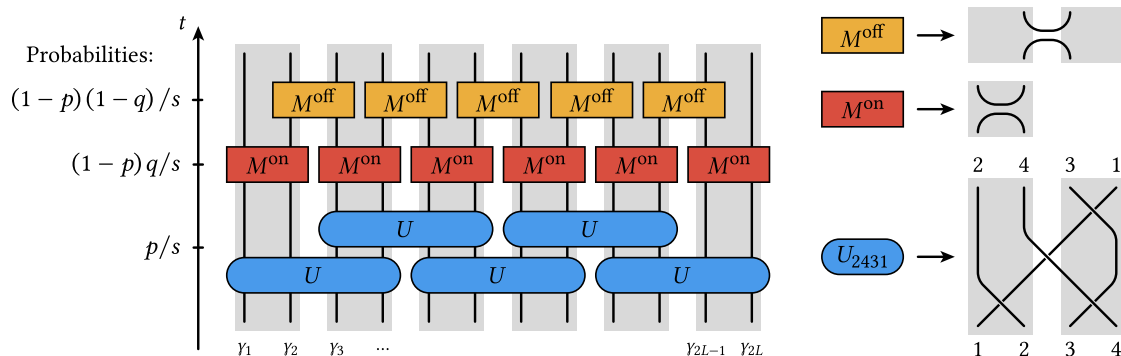 t
Probabilities:
(1 − p)(1 − q)/s
M^off M^off M^off M^off M^off
(1 − p) q/s
M^on M^on M^on M^on M^on M^on
p/s
U U
U U U
γ₁ γ₂ γ₃ ... γ₂L₋₁ γ₂L
M^off
M^on
2 4 3 1
U₂₄₃₁
1 2 3 4